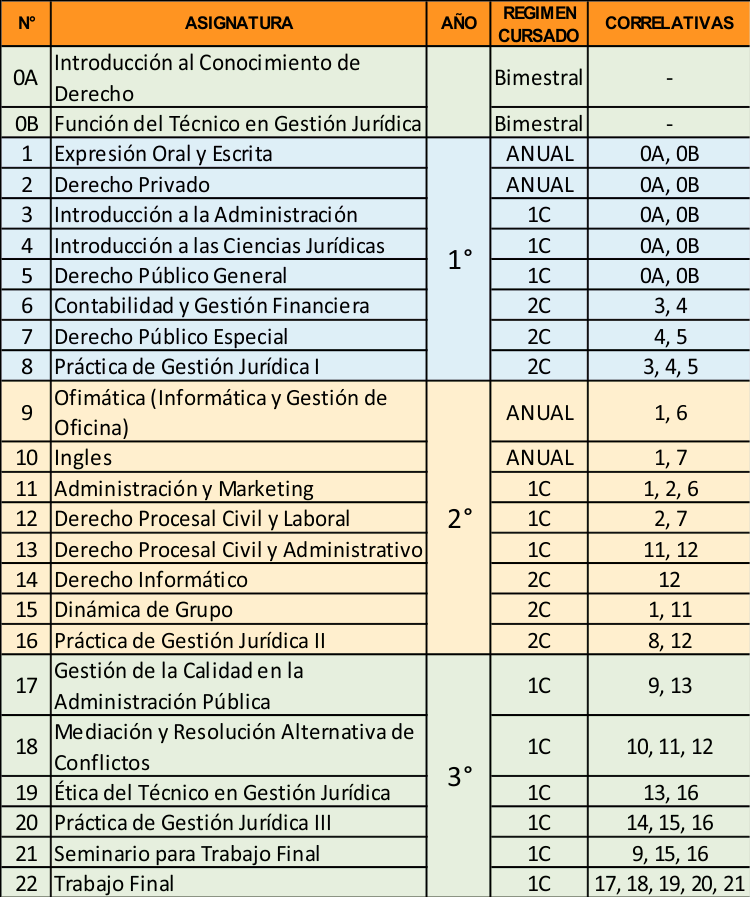 N° ASIGNATURA AÑO REGIMEN CURSADO CORRELATIVAS
0A Introducción al Conocimiento de Derecho Bimestral -
0B Función del Técnico en Gestión Jurídica Bimestral -
1 Expresión Oral y Escrita ANUAL 0A, 0B
2 Derecho Privado ANUAL 0A, 0B
3 Introducción a la Administración 1C 0A, 0B
4 Introducción a las Ciencias Jurídicas 1C 0A, 0B
1°
5 Derecho Público General 1C 0A, 0B
6 Contabilidad y Gestión Financiera 2C 3, 4
7 Derecho Público Especial 2C 4, 5
8 Práctica de Gestión Jurídica I 2C 3, 4, 5
9 Ofimática (Informática y Gestión de Oficina) ANUAL 1, 6
10 Ingles ANUAL 1, 7
11 Administración y Marketing 1C 1, 2, 6
12 Derecho Procesal Civil y Laboral 2° 1C 2, 7
13 Derecho Procesal Civil y Administrativo 1C 11, 12
14 Derecho Informático 2C 12
15 Dinámica de Grupo 2C 1, 11
16 Práctica de Gestión Jurídica II 2C 8, 12
17 Gestión de la Calidad en la Administración Pública 1C 9, 13
18 Mediación y Resolución Alternativa de Conflictos 1C 10, 11, 12
3°
19 Ética del Técnico en Gestión Jurídica 1C 13, 16
20 Práctica de Gestión Jurídica III 1C 14, 15, 16
21 Seminario para Trabajo Final 1C 9, 15, 16
22 Trabajo Final 1C 17, 18, 19, 20, 21